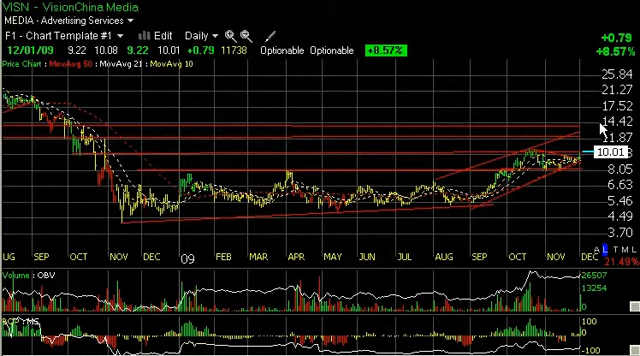 VISN - VisionChina Media
MEDIA - Advertising Services
F1 - Chart Template #1 Edit Daily
12/01/09 9.22 10.08 9.22 10.01 +0.79 11738 Optionable Optionable +8.57%
+0.79
+8.57%
Price Chart: MovAvg 50: MovAvg 21: MovAvg 10
25.84
21.27
17.52
14.42
11.87
10.01
8.05
6.63
5.46
4.49
3.70
UG SEP OCT NOV DEC 09 FEB MAR APR MAY JUN JUL AUG SEP OCT NOV DEC
A L T M L
21.49%
Volume: OBV
26507
13254
100
-100